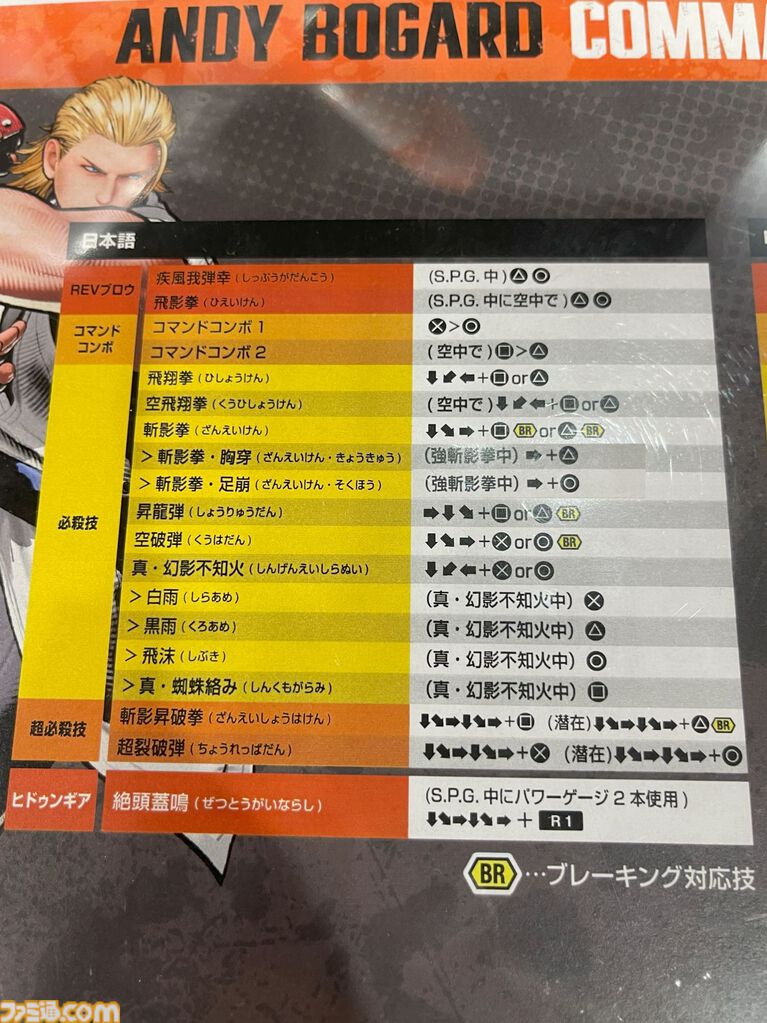 ANDY BOGARD COMMA
日本語
REVブロウ
疾風我弾幸(しっぷうがだんこう) (S.P.G. 中)△○
飛影拳(ひえいけん) (S.P.G. 中に空中で)△○
コマンドコンボ
コマンドコンボ 1 ×>○
コマンドコンボ 2 (空中で)□>△
必殺技
飛翔拳(ひしょうけん) ⬇⬋⬅+□or△
空飛翔拳(くうひしょうけん) (空中で)⬇⬋⬅+□or△
斬影拳(ざんえいけん) ⬇⬊➡+□BR or△BR
>斬影拳・胸穿(ざんえいけん・きょうきゅう) (強斬影拳中)➡+△
>斬影拳・足崩(ざんえいけん・そくほう) (強斬影拳中)➡+○
昇龍弾(しょうりゅうだん) ➡⬇⬊+□or△BR
空破弾(くうはだん) ⬇⬊➡+×or○BR
真・幻影不知火(しんげんえいしらぬい) ⬇⬋⬅+×or○
>白雨(しらあめ) (真・幻影不知火中)×
>黒雨(くろあめ) (真・幻影不知火中)△
>飛沫(しぶき) (真・幻影不知火中)○
>真・蜘蛛絡み(しんくもがらみ) (真・幻影不知火中)□
超必殺技
斬影昇破拳(ざんえいしょうはけん) ⬇⬊➡⬇⬊➡+□ (潜在)⬇⬊➡⬇⬊➡+△BR
超裂破弾(ちょうれっぱだん) ⬇⬊➡⬇⬊➡+× (潜在)⬇⬊➡⬇⬊➡+○
ヒドゥンギア
絶頭蓋鳴(ぜつとうがいならし) (S.P.G. 中にパワーゲージ 2 本使用)
⬇⬊➡⬇⬊➡+ R1
BR…ブレーキング対応技
ファミ通.com